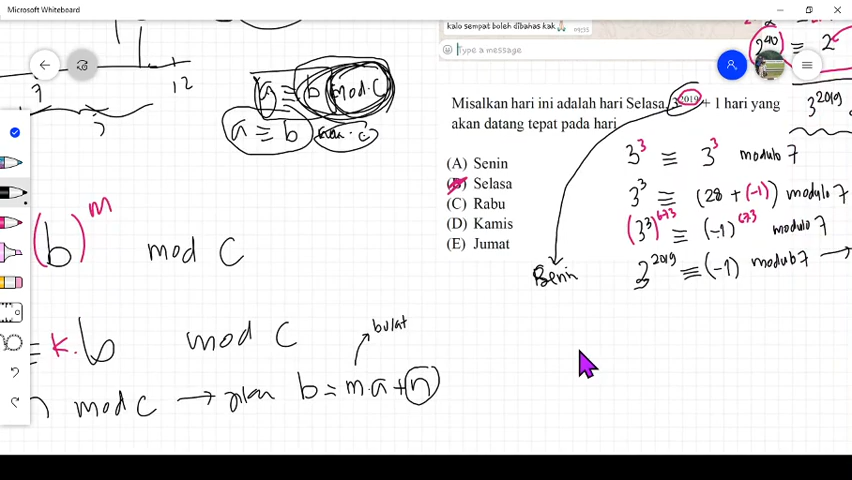 Microsoft Whiteboard
kalo sempat boleh dibahas kak
Type a message
7
12
a ≡ b mod C
a ≡ b mod c
Misalkan hari ini adalah hari Selasa. 3^2019 + 1 hari yang
akan datang tepat pada hari
(A) Senin
(B) Selasa
(C) Rabu
(D) Kamis
(E) Jumat
3^2019
3^3 ≡ 3^3 modulo 7
3^3 ≡ (28 + (-1)) modulo 7
(3^3)^673 ≡ (-1)^673 modulo 7
3^2019 ≡ (-1) modulo 7 →
Senin
(b)^m mod C
≡ k. b mod C
bulat
mod C → jika b = m.a + n